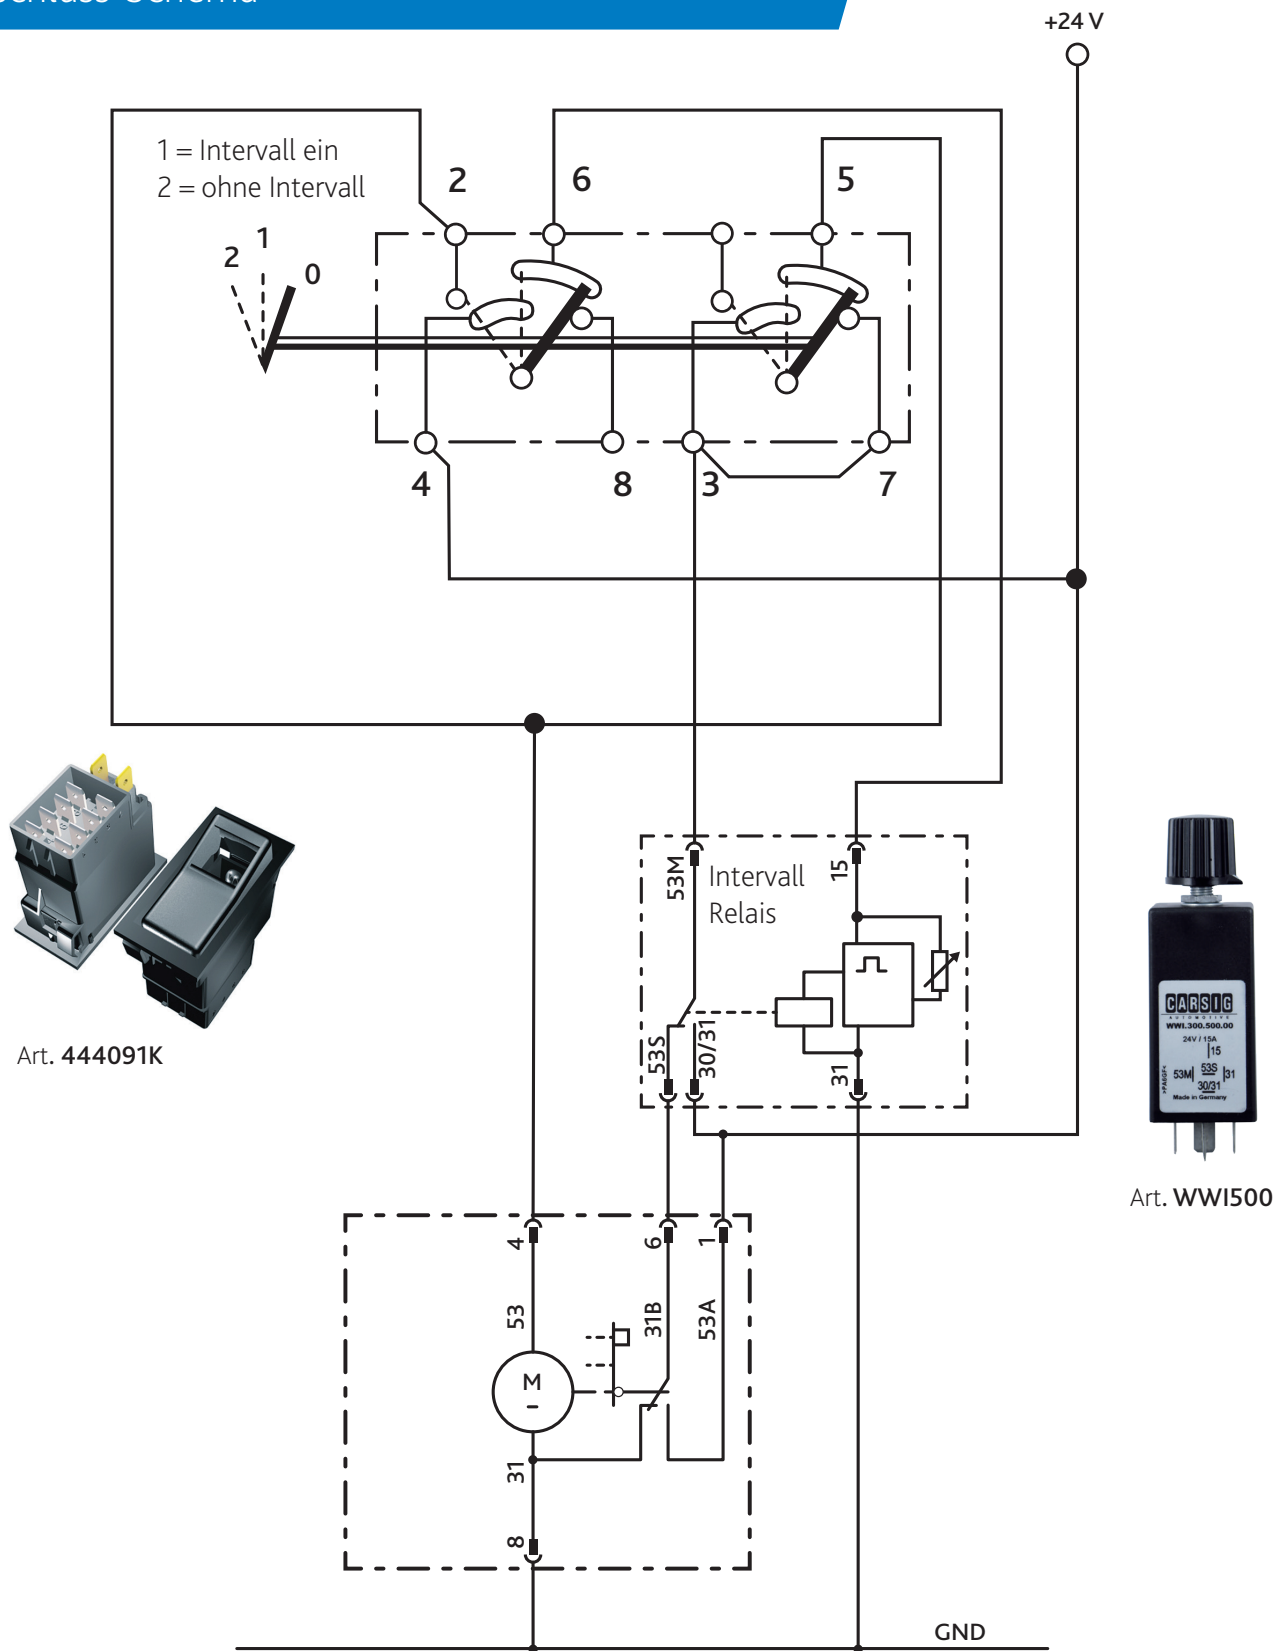 +24 V
1 = Intervall ein
2 = ohne Intervall
2
6
5
2
1
0
4
8
3
7
53M
Intervall
Relais
15
53S
30/31
31
Art. 444091K
CARSIG
AUTOMOTIVE
WWI.300.500.00
24V / 15A
15
53M
53S
31
30/31
>PA6GF<
Made in Germany
Art. WWI500
4
6
1
53
31B
53A
M
31
8
GND